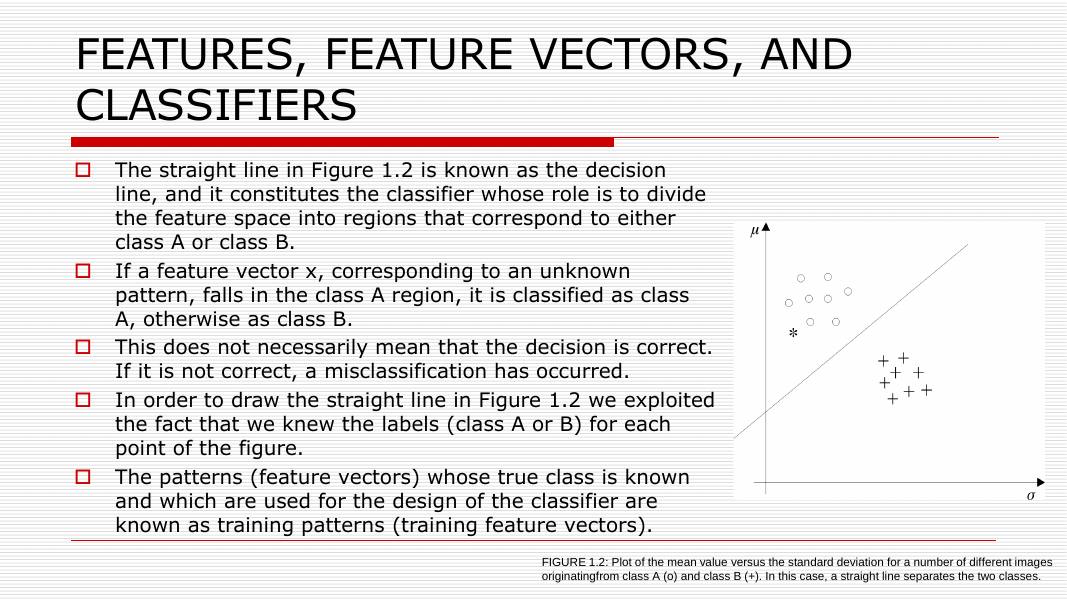 FEATURES, FEATURE VECTORS, AND
CLASSIFIERS
The straight line in Figure 1.2 is known as the decision
line, and it constitutes the classifier whose role is to divide
the feature space into regions that correspond to either
class A or class B.
If a feature vector x, corresponding to an unknown
pattern, falls in the class A region, it is classified as class
A, otherwise as class B.
This does not necessarily mean that the decision is correct.
If it is not correct, a misclassification has occurred.
In order to draw the straight line in Figure 1.2 we exploited
the fact that we knew the labels (class A or B) for each
point of the figure.
The patterns (feature vectors) whose true class is known
and which are used for the design of the classifier are
known as training patterns (training feature vectors).
μ
σ
FIGURE 1.2: Plot of the mean value versus the standard deviation for a number of different images
originatingfrom class A (o) and class B (+). In this case, a straight line separates the two classes.